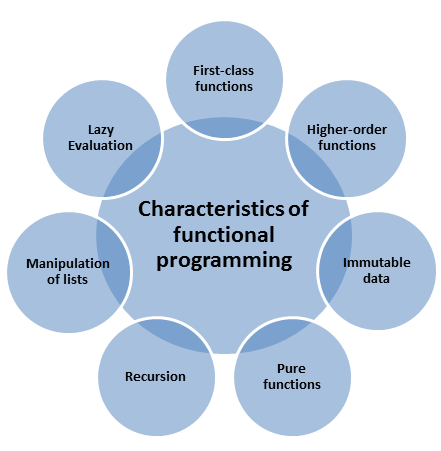 First-class
functions
Higher-order
functions
Immutable
data
Pure
functions
Recursion
Manipulation
of lists
Lazy
Evaluation
Characteristics of
functional
programming